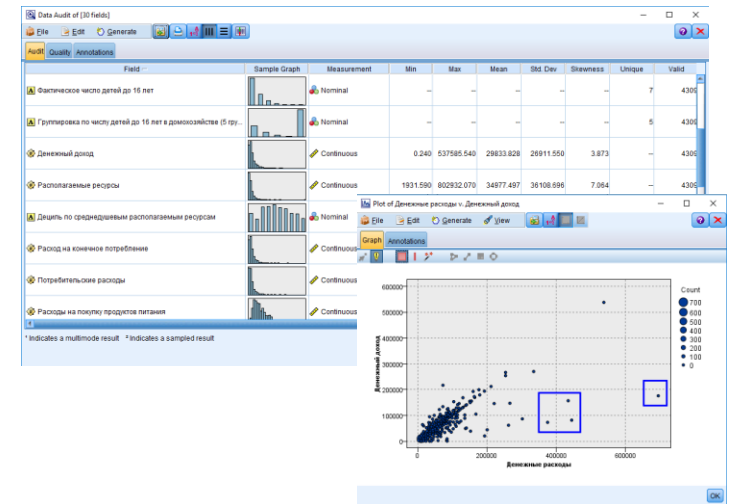 Data Audit of [30 fields]
File Edit Generate
Audit Quality Annotations
Field Sample Graph Measurement Min Max Mean Std. Dev Skewness Unique Valid
Фактическое число детей до 16 лет Nominal -- -- -- -- -- 7 4309
Группировка по числу детей до 16 лет в домохозяйстве (5 гру... Nominal -- -- -- -- -- 5 4309
Денежный доход Continuous 0.240 537585.540 29833.828 26911.550 3.873 -- 4309
Располагаемые ресурсы Continuous 1931.590 802932.070 34977.497 36108.696 7.064 -- 4309
Дециль по среднедушевым располагаемым ресурсам Nominal
Расход на конечное потребление Continuous
Потребительские расходы Continuous
Расходы на покупку продуктов питания Continuous
¹ Indicates a multimode result ² Indicates a sampled result
Plot of Денежные расходы v. Денежный доход
File Edit Generate View
Graph Annotations
600000
500000
400000
300000
200000
100000
0
Денежный доход
0 200000 400000 600000
Денежные расходы
Count
700
600
500
400
300
200
100
0
OK